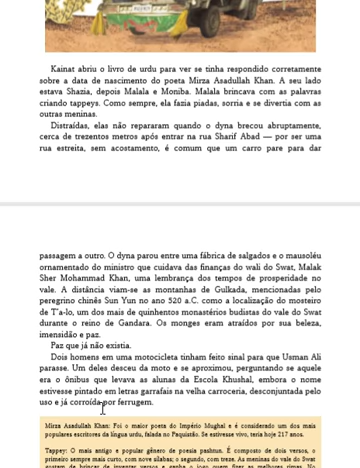 Kainat abriu o livro de urdu para ver se tinha respondido corretamente
sobre a data de nascimento do poeta Mirza Asadullah Khan. A seu lado
estava Shazia, depois Malala e Moniba. Malala brincava com as palavras
criando tappeys. Como sempre, ela fazia piadas, sorria e se divertia com as
outras meninas.
Distraídas, elas não repararam quando o dyna breçou abruptamente,
cerca de trezentos metros após entrar na rua Sharif Abad — por ser uma
rua estreita, sem acostamento, é comum que um carro pare para dar
passagem a outro. O dyna parou entre uma fábrica de salgados e o mausoléu
ornamentado do ministro que cuidava das finanças do wali do Swat, Malak
Sher Mohammad Khan, uma lembrança dos tempos de prosperidade no
vale. A distância viam-se as montanhas de Gulkada, mencionadas pelo
peregrino chinês Sun Yun no ano 520 a.C. como a localização do mosteiro
de T'a-lo, um dos mais de quinhentos monastérios budistas do vale do Swat
durante o reino de Gandara. Os monges eram atraídos por sua beleza,
imensidão e paz.
Paz que já não existia.
Dois homens em uma motocicleta tinham feito sinal para que Usman Ali
parasse. Um deles desceu da moto e se aproximou, perguntando se aquele
era o ônibus que levava as alunas da Escola Khushal, embora o nome
estivesse pintado em letras garrafais na velha carroceria, desconjuntada pelo
uso e já corroída por ferrugem.
Mirza Asadullah Khan: Foi o maior poeta do Império Mughal e é considerado um dos mais
populares escritores da língua urdu, falada no Paquistão. Se estivesse vivo, teria hoje 217 anos.
Tappey: O mais antigo e popular gênero de poesia pashtun. É composto de dois versos, o
primeiro sempre mais curto, com nove sílabas; o segundo, com treze. As meninas do vale do Swat